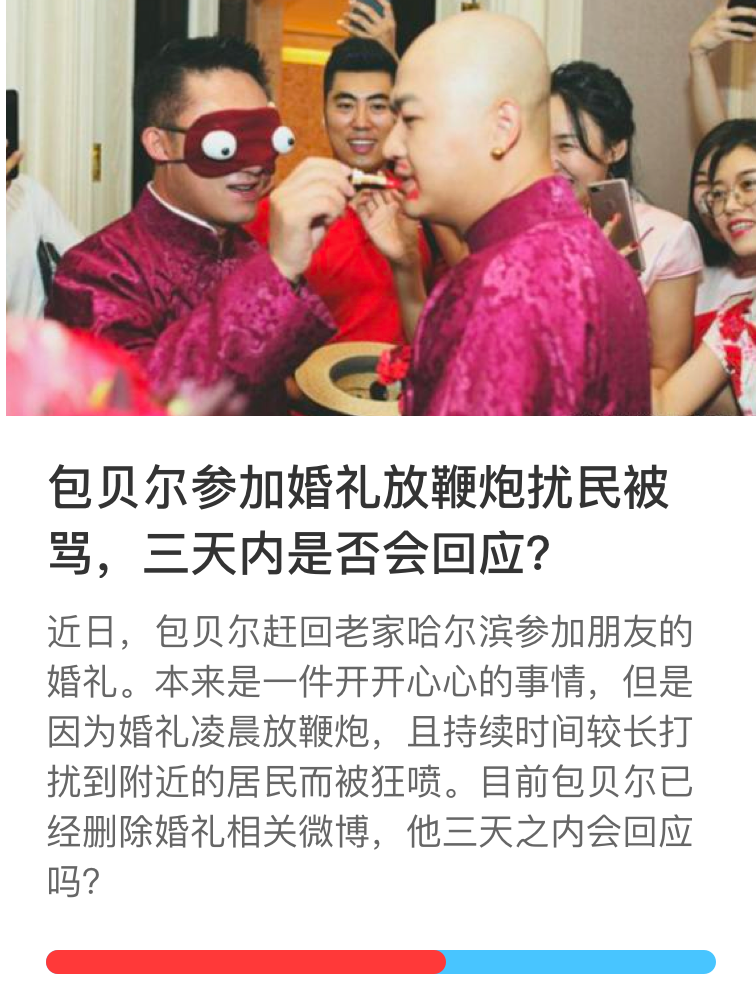 包贝尔参加婚礼放鞭炮扰民被
骂，三天内是否会回应?
近日，包贝尔赶回老家哈尔滨参加朋友的
婚礼。本来是一件开开心心的事情，但是
因为婚礼凌晨放鞭炮，且持续时间较长打
扰到附近的居民而被狂喷。目前包贝尔已
经删除婚礼相关微博，他三天之内会回应
吗?